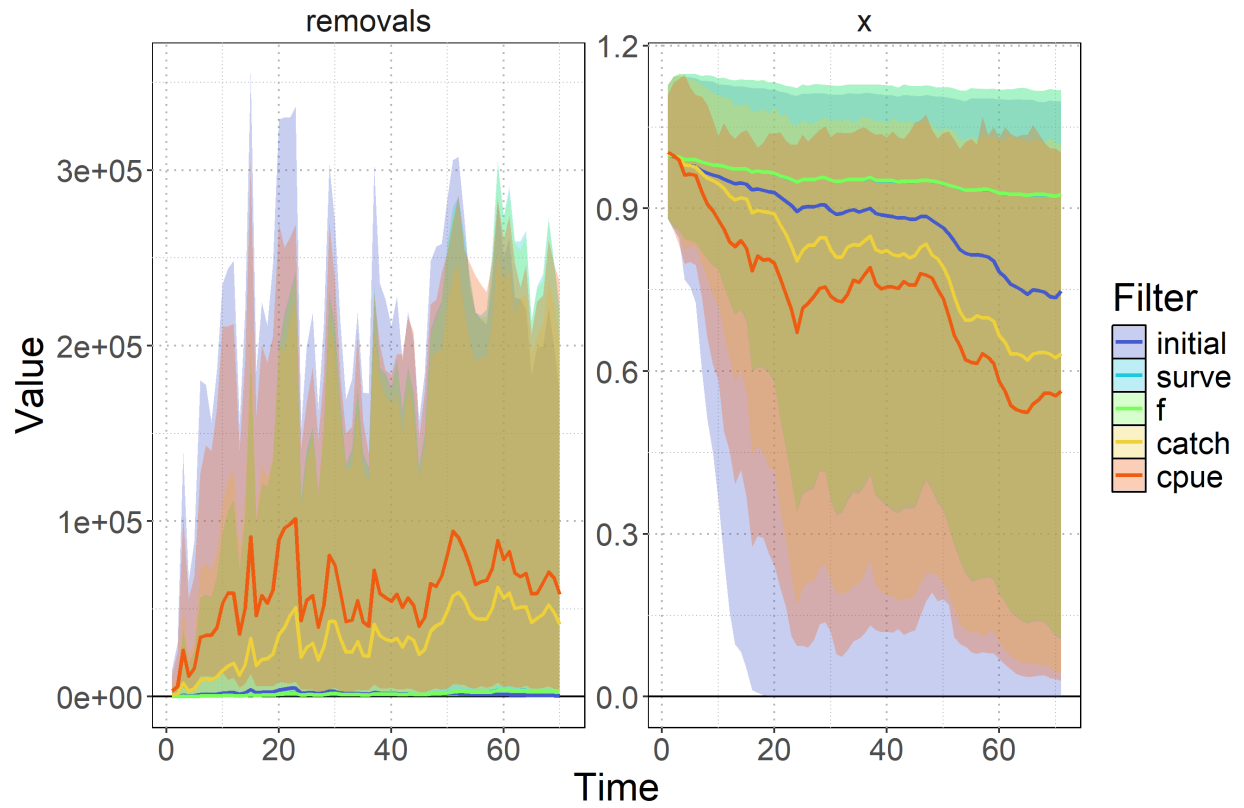 removals
x
Value
3e+05
2e+05
1e+05
0e+00
1.2
0.9
0.6
0.3
0.0
0
20
40
60
0
20
40
60
Time
Filter
initial
surve
f
catch
cpue